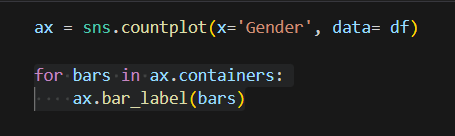 ax = sns.countplot(x='Gender', data= df)
for bars in ax.containers:
    ax.bar_label(bars)